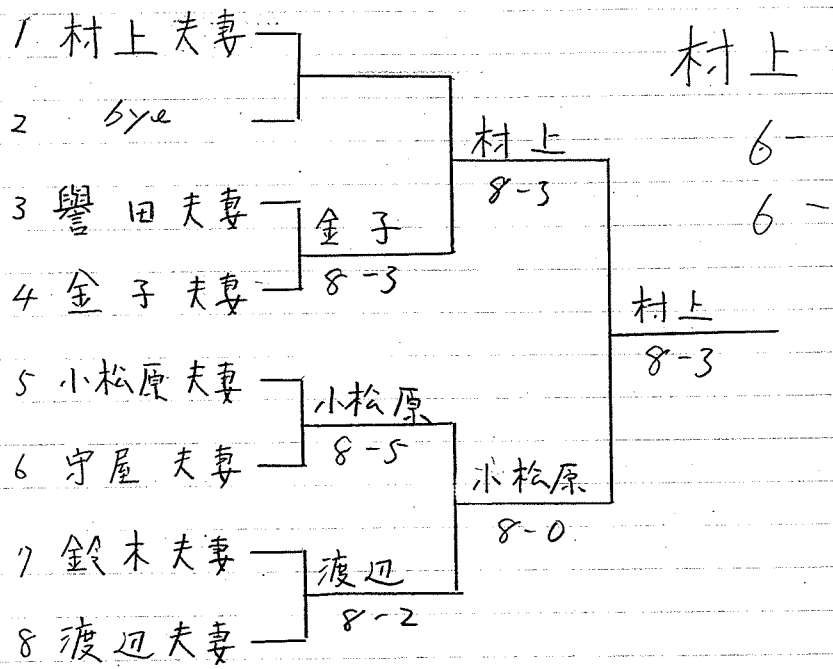 1 村上夫妻
2 bye
3 譽田夫妻
4 金子夫妻
5 小松原夫妻
6 守屋夫妻
7 鈴木夫妻
8 渡辺夫妻
金子
8-3
小松原
8-5
渡辺
8-2
村上
8-3
小松原
8-0
村上
8-3
村上
6-
6-